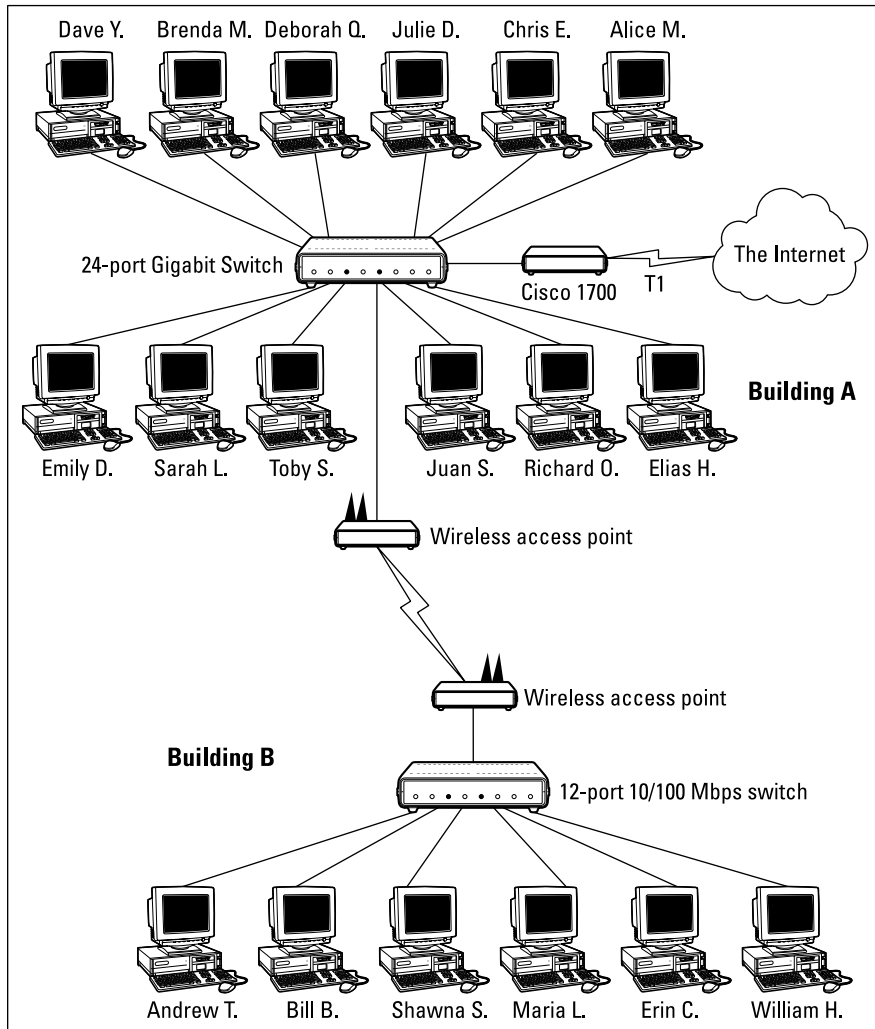 Dave Y. Brenda M. Deborah Q. Julie D. Chris E. Alice M.
24-port Gigabit Switch
Cisco 1700
T1
The Internet
Building A
Emily D. Sarah L. Toby S. Juan S. Richard O. Elias H.
Wireless access point
Wireless access point
Building B
12-port 10/100 Mbps switch
Andrew T. Bill B. Shawna S. Maria L. Erin C. William H.